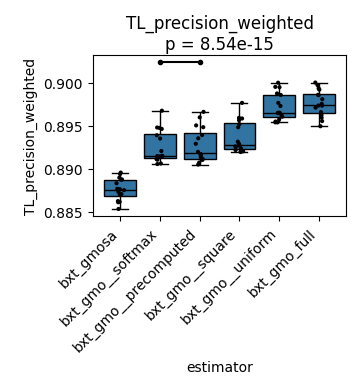 TL_precision_weighted
p = 8.54e-15
TL_precision_weighted
0.900
0.895
0.890
0.885
bxt_gmosa
bxt_gmo__softmax
bxt_gmo__precomputed
bxt_gmo__square
bxt_gmo__uniform
bxt_gmo_full
estimator